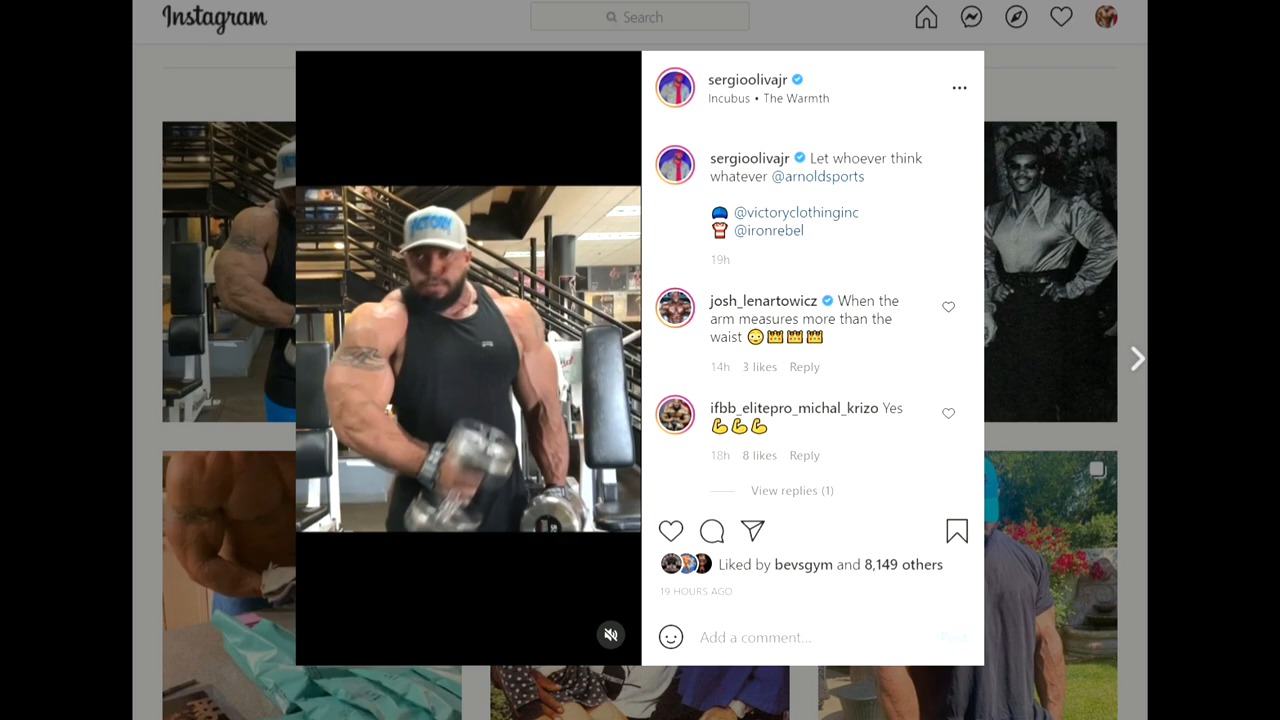 Instagram
Search
sergioolivajr
Incubus • The Warmth
sergioolivajr Let whoever think
whatever @arnoldsports
@victoryclothinginc
@ironrebel
19h
josh_lenartowicz When the
arm measures more than the
waist 😳👑👑👑
14h 3 likes Reply
ifbb_elitepro_michal_krizo Yes
💪💪💪
18h 8 likes Reply
View replies (1)
Liked by bevsgym and 8,149 others
19 HOURS AGO
Add a comment... Post
VICTORY